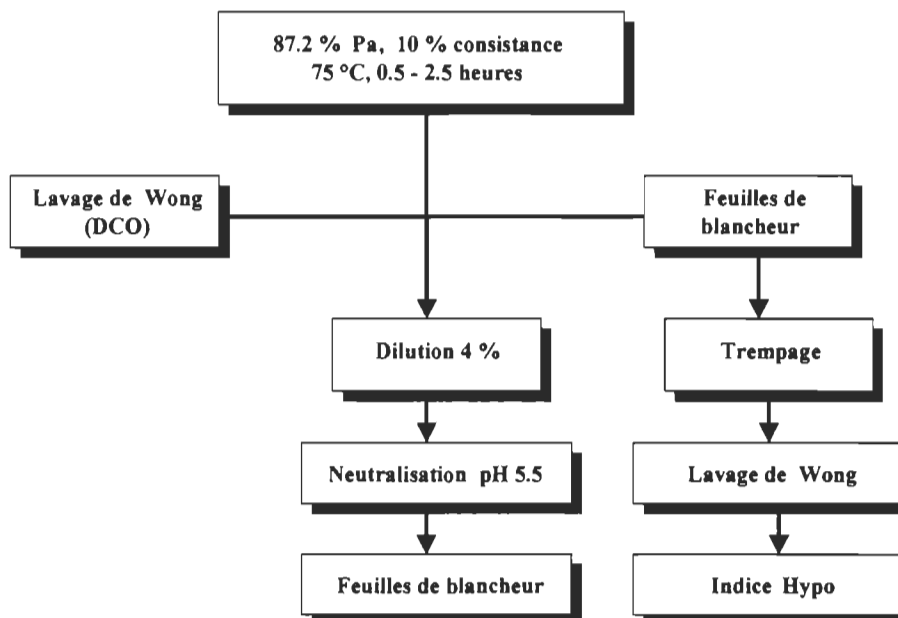 87.2 % Pa, 10 % consistance
75 °C, 0.5 - 2.5 heures
Lavage de Wong
(DCO)
Feuilles de
blancheur
Dilution 4 %
Trempage
Neutralisation pH 5.5
Lavage de Wong
Feuilles de blancheur
Indice Hypo